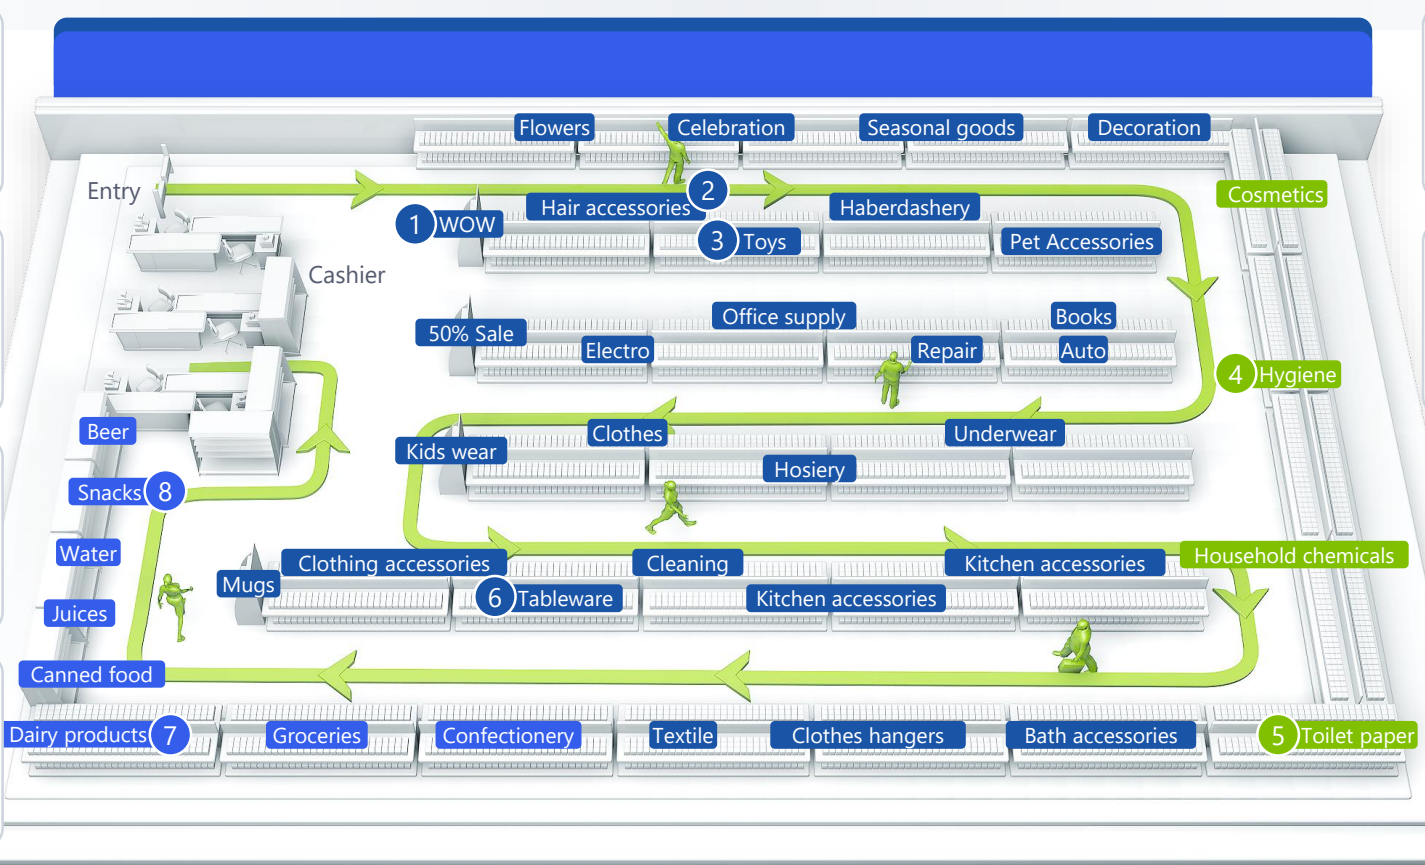 Flowers
Celebration
Seasonal goods
Decoration
Entry
Cosmetics
2
Hair accessories
Haberdashery
1 WOW
3 Toys
Pet Accessories
Cashier
Office supply
Books
50% Sale
Electro
Repair
Auto
4 Hygiene
Beer
Clothes
Underwear
Kids wear
Hosiery
Snacks 8
Water
Household chemicals
Clothing accessories
Cleaning
Kitchen accessories
Mugs
6 Tableware
Kitchen accessories
Juices
Canned food
Dairy products 7
Groceries
Confectionery
Textile
Clothes hangers
Bath accessories
5 Toilet paper